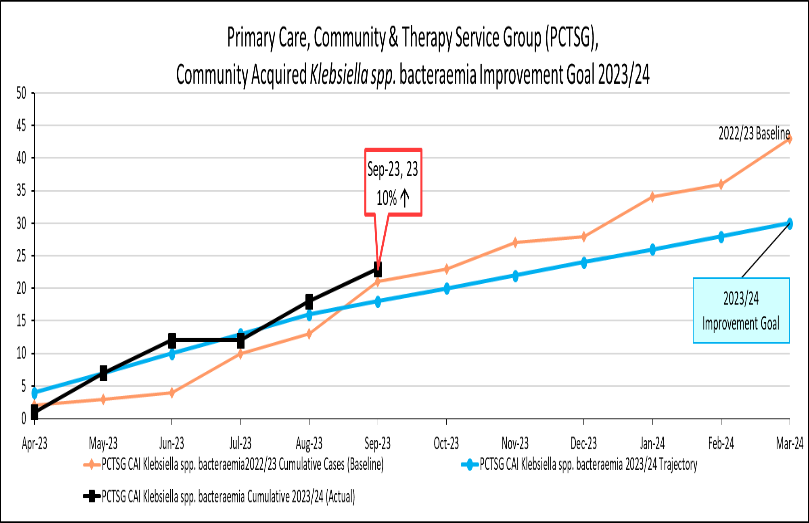 Primary Care, Community & Therapy Service Group (PCTSG),
Community Acquired Klebsiella spp. bacteraemia Improvement Goal 2023/24
50
45
40
35
30
25
20
15
10
5
0
2022/23 Baseline
Sep-23, 23
10% ↑
2023/24
Improvement Goal
Apr-23 May-23 Jun-23 Jul-23 Aug-23 Sep-23 Oct-23 Nov-23 Dec-23 Jan-24 Feb-24 Mar-24
PCTSG CAI Klebsiella spp. bacteraemia2022/23 Cumulative Cases (Baseline)
PCTSG CAI Klebsiella spp. bacteraemia 2023/24 Trajectory
PCTSG CAI Klebsiella spp. bacteraemia Cumulative 2023/24 (Actual)